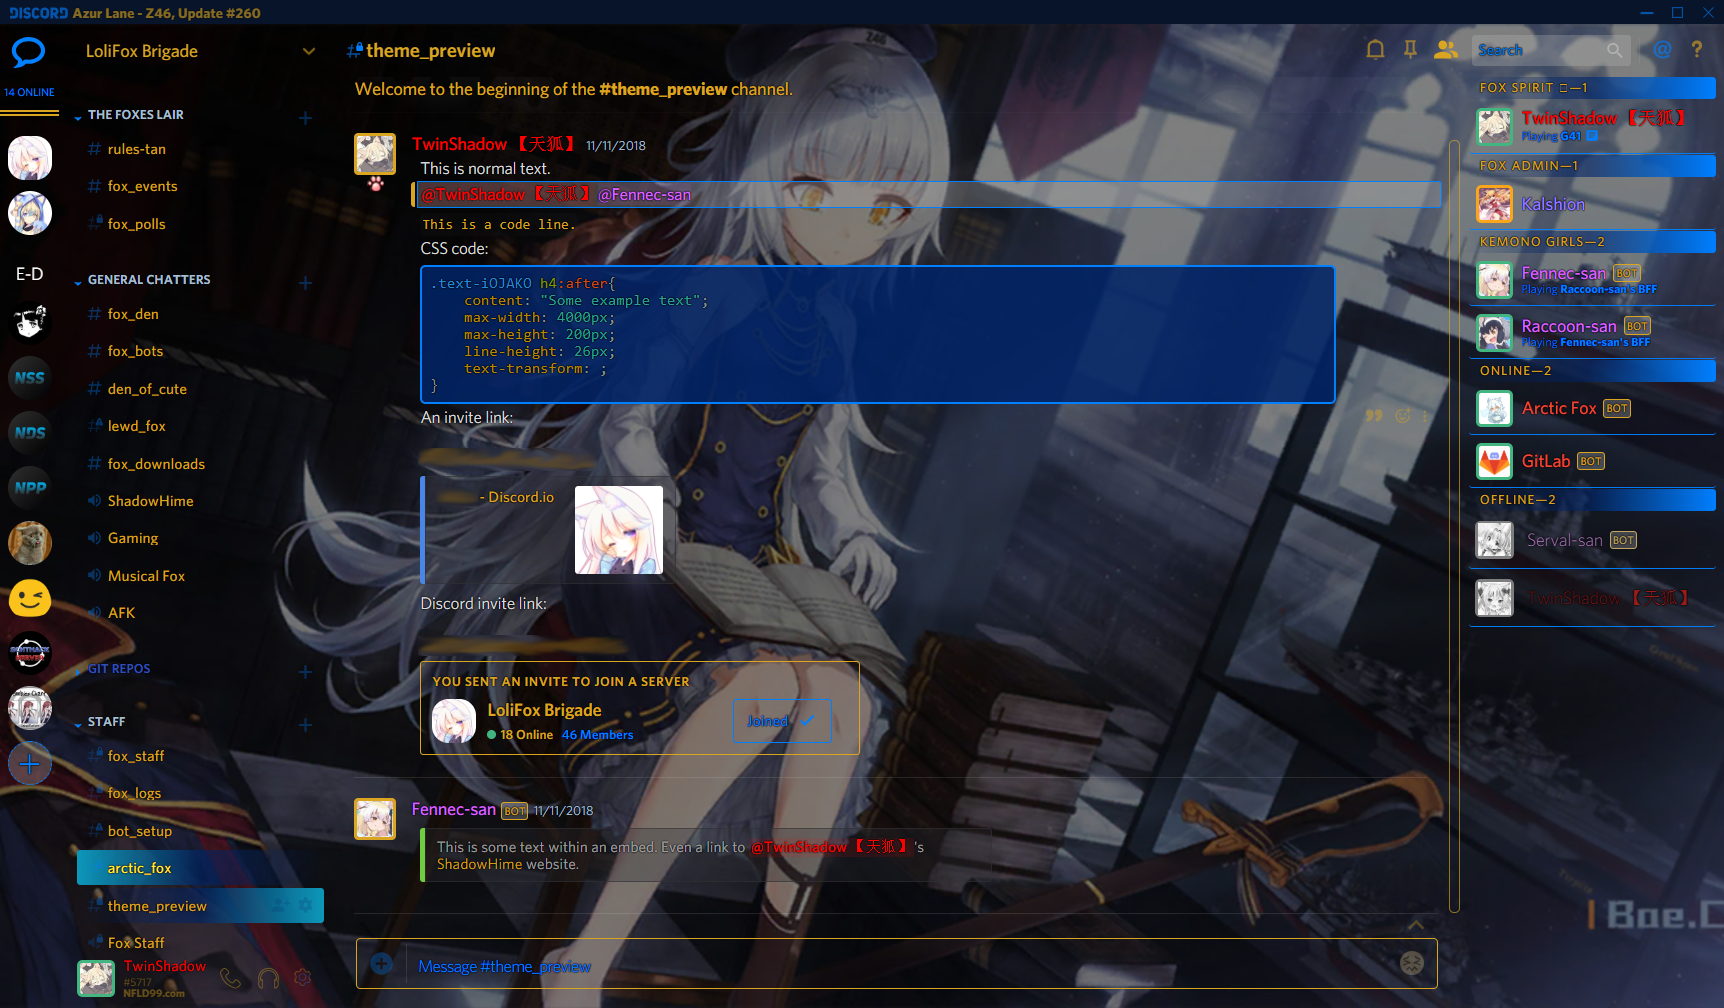 DISCORD Azur Lane - Z46, Update #260
14 ONLINE
E-D
NSS
NDS
NPP
LoliFox Brigade
THE FOXES LAIR
rules-tan
fox_events
fox_polls
GENERAL CHATTERS
fox_den
fox_bots
den_of_cute
lewd_fox
fox_downloads
ShadowHime
Gaming
Musical Fox
AFK
GIT REPOS
STAFF
fox_staff
fox_logs
bot_setup
arctic_fox
theme_preview
Fox Staff
TwinShadow
#5717
NFLD99.com
#theme_preview
Search
Welcome to the beginning of the #theme_preview channel.
TwinShadow【天狐】 11/11/2018
This is normal text.
@TwinShadow【天狐】 @Fennec-san
This is a code line.
CSS code:
.text-iOJAKO h4:after{
content: "Some example text";
max-width: 4000px;
max-height: 200px;
line-height: 26px;
text-transform: ;
}
An invite link:
- Discord.io
Discord invite link:
YOU SENT AN INVITE TO JOIN A SERVER
LoliFox Brigade
18 Online 46 Members
Joined
Fennec-san BOT 11/11/2018
This is some text within an embed. Even a link to @TwinShadow【天狐】's
ShadowHime website.
Message #theme_preview
FOX SPIRIT —1
TwinShadow【天狐】
Playing G41
FOX ADMIN—1
Kalshion
KEMONO GIRLS—2
Fennec-san BOT
Playing Raccoon-san's BFF
Raccoon-san BOT
Playing Fennec-san's BFF
ONLINE—2
Arctic Fox BOT
GitLab BOT
OFFLINE—2
Serval-san BOT
TwinShadow【天狐】
Z46
Bae.C